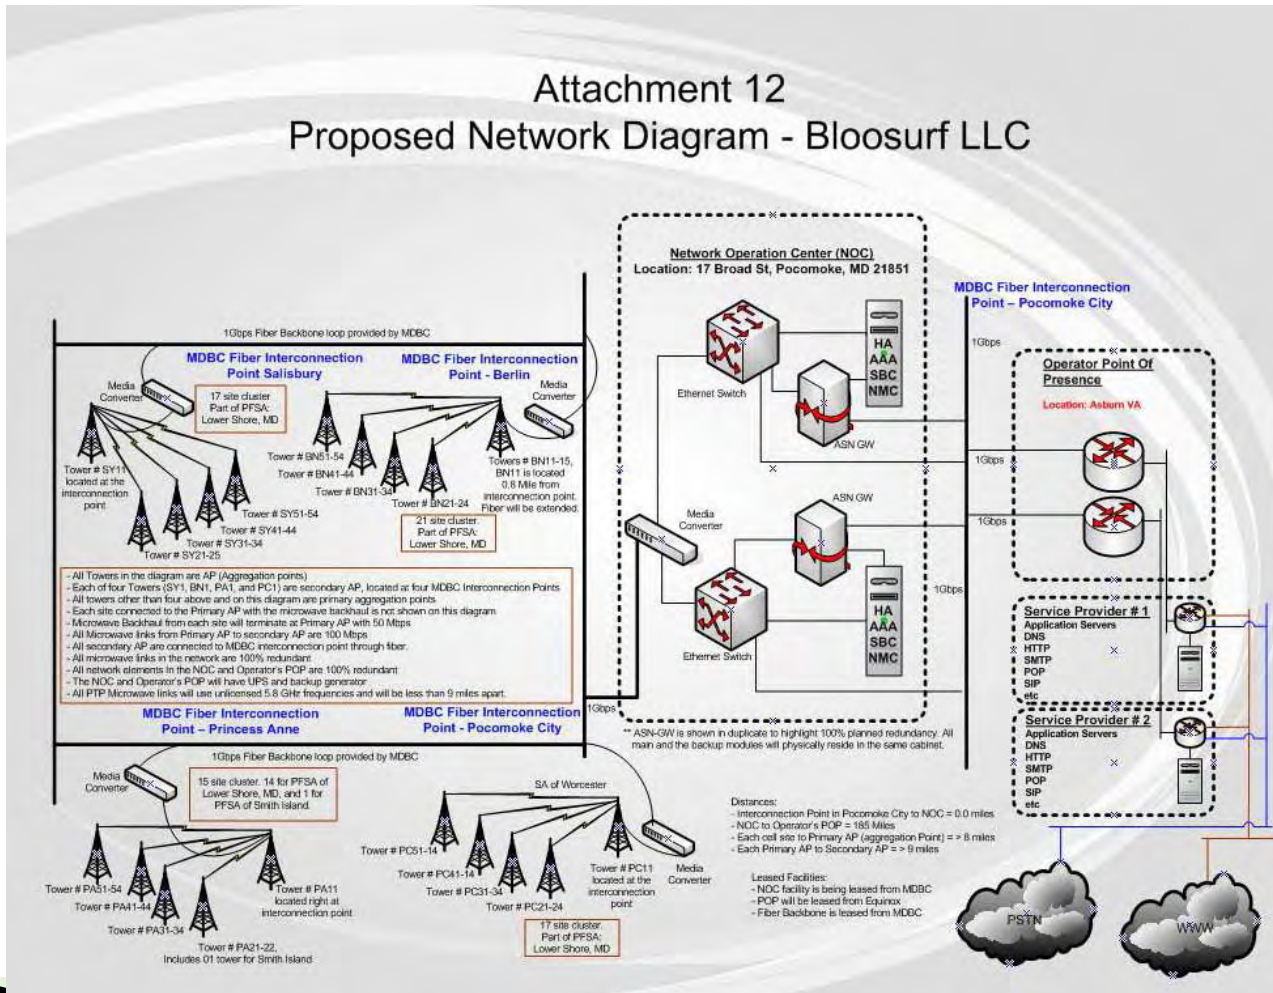 Attachment 12
Proposed Network Diagram - Bloosurf LLC
Network Operation Center (NOC)
Location: 17 Broad St, Pocomoke, MD 21851
MDBC Fiber Interconnection
Point – Pocomoke City
1Gbps Fiber Backbone loop provided by MDBC
MDBC Fiber Interconnection
Point Salisbury
MDBC Fiber Interconnection
Point - Berlin
Media
Converter
17 site cluster
Part of PFSA:
Lower Shore, MD
Media
Converter
Tower # SY11
located at the
interconnection
point
Tower # SY51-54
Tower # SY41-44
Tower # SY31-34
Tower # SY21-25
Tower # BN51-54
Tower # BN41-44
Tower # BN31-34
Tower # BN21-24
Towers # BN11-15,
BN11 is located
0.8 Mile from
interconnection point.
Fiber will be extended.
21 site cluster.
Part of PFSA:
Lower Shore, MD
- All Towers in the diagram are AP (Aggregation points)
- Each of four Towers (SY1, BN1, PA1, and PC1) are secondary AP, located at four MDBC Interconnection Points
- All towers other than four above and on this diagram are primary aggregation points
- Each site connected to the Primary AP with the microwave backhaul is not shown on this diagram
- Microwave Backhaul from each site will terminate at Primary AP with 50 Mbps
- All Microwave links from Primary AP to secondary AP are 100 Mbps
- All secondary AP are connected to MDBC interconnection point through fiber.
- All microwave links in the network are 100% redundant
- All network elements In the NOC and Operator's POP are 100% redundant
- The NOC and Operator's POP will have UPS and backup generator
- All PTP Microwave links will use unlicensed 5.8 GHz frequencies and will be less than 9 miles apart.
MDBC Fiber Interconnection
Point – Princess Anne
MDBC Fiber Interconnection
Point - Pocomoke City
1Gbps
1Gbps Fiber Backbone loop provided by MDBC
Media
Converter
15 site cluster. 14 for PFSA of
Lower Shore, MD, and 1 for
PFSA of Smith Island.
SA of Worcester
Tower # PA51-54
Tower # PA41-44
Tower # PA31-34
Tower # PA21-22,
Includes 01 tower for Smith Island
Tower # PA11
located right at
interconnection point
Tower # PC51-14
Tower # PC41-14
Tower # PC31-34
Tower # PC21-24
Tower # PC11
located at the
interconnection
point
Media
Converter
17 site cluster.
Part of PFSA:
Lower Shore, MD
Ethernet Switch
HA
AAA
SBC
NMC
ASN GW
ASN GW
Media
Converter
Ethernet Switch
HA
AAA
SBC
NMC
** ASN-GW is shown in duplicate to highlight 100% planned redundancy. All
main and the backup modules will physically reside in the same cabinet.
1Gbps
1Gbps
1Gbps
1Gbps
Operator Point Of
Presence
Location: Asburn VA
Service Provider # 1
Application Servers
DNS
HTTP
SMTP
POP
SIP
etc
Service Provider # 2
Application Servers
DNS
HTTP
SMTP
POP
SIP
etc
Distances:
- Interconnection Point in Pocomoke City to NOC = 0.0 miles
- NOC to Operator's POP = 185 Miles
- Each cell site to Primary AP (aggregation Point) = > 8 miles
- Each Primary AP to Secondary AP = > 9 miles
Leased Facilities:
- NOC facility is being leased from MDBC
- POP will be leased from Equinox
- Fiber Backbone is leased from MDBC
PSTN
WWW